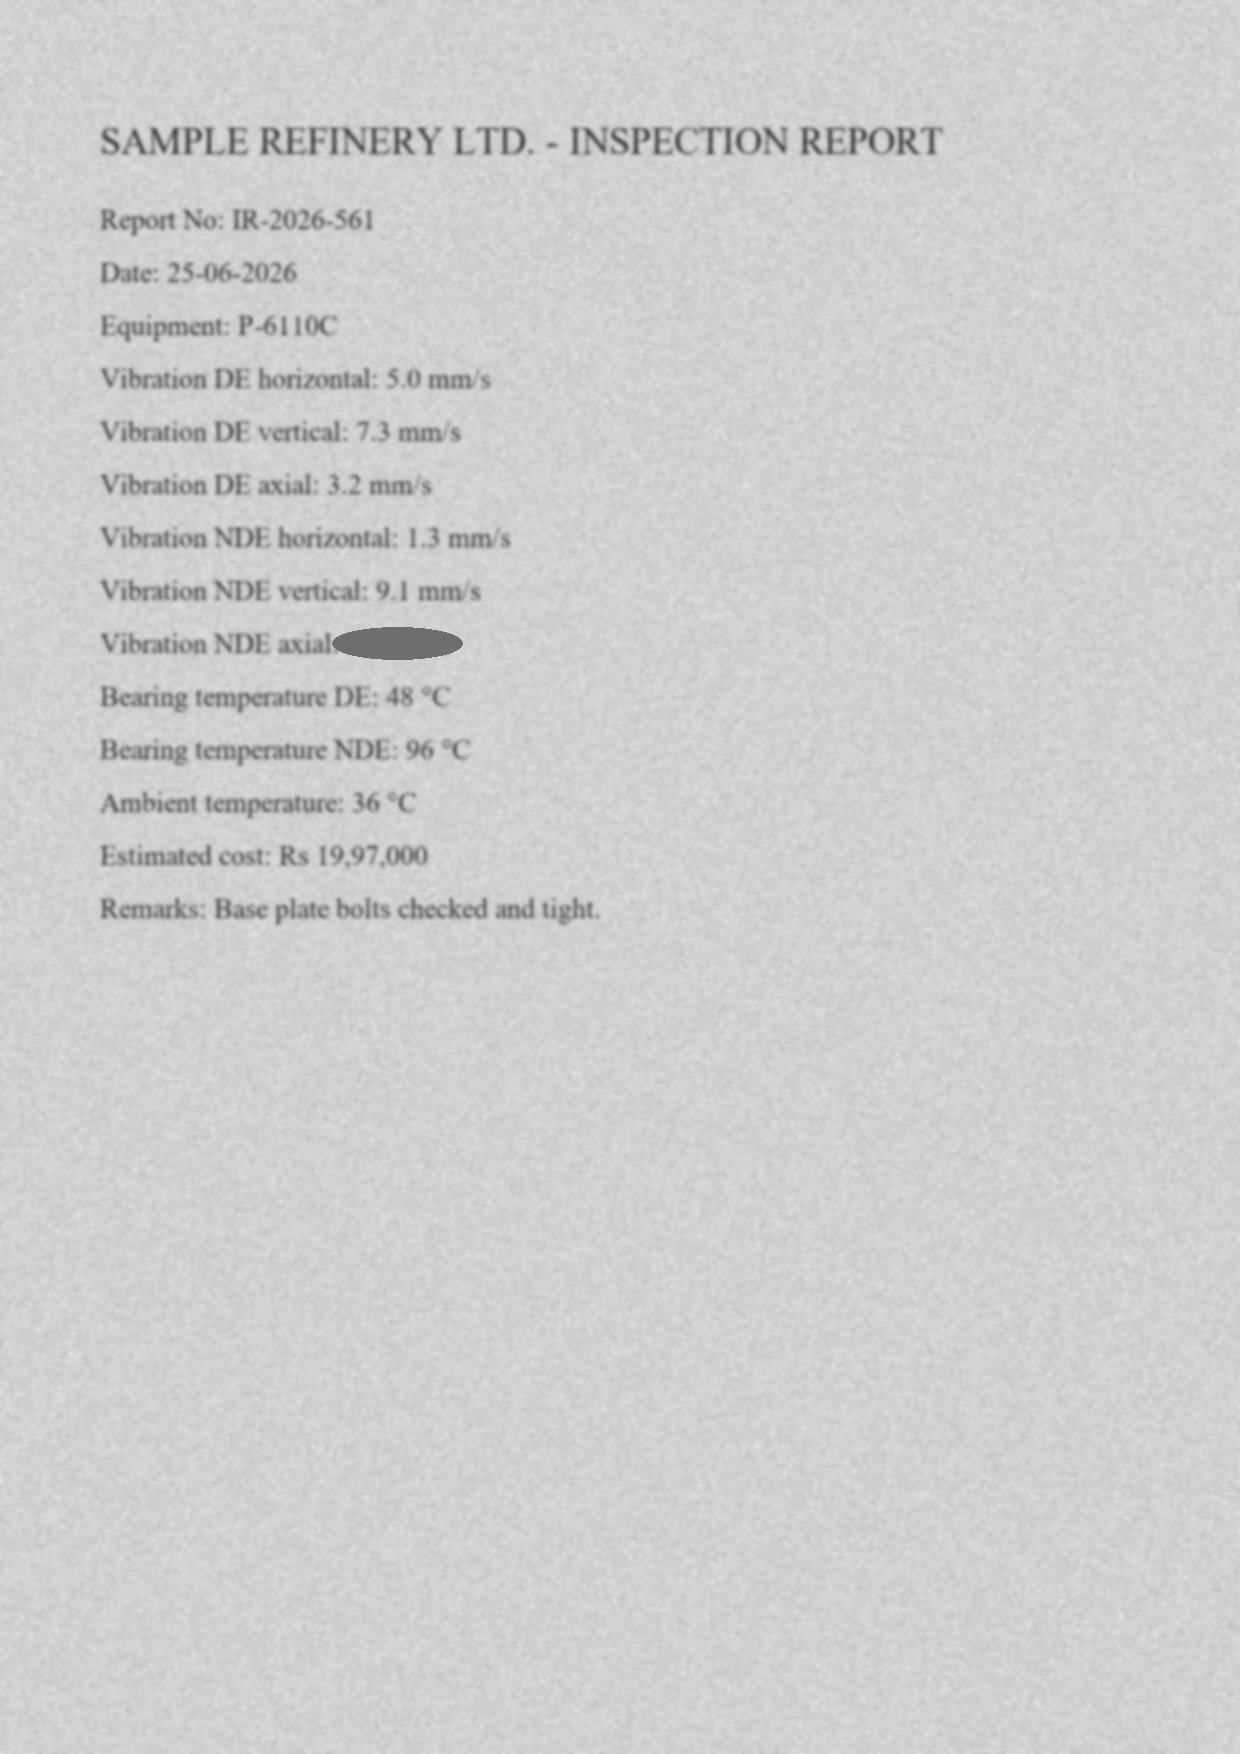 SAMPLE REFINERY LTD. - INSPECTION REPORT
Report No: IR-2026-561
Date: 25-06-2026
Equipment: P-6110C
Vibration DE horizontal: 5.0 mm/s
Vibration DE vertical: 7.3 mm/s
Vibration DE axial: 3.2 mm/s
Vibration NDE horizontal: 1.3 mm/s
Vibration NDE vertical: 9.1 mm/s
Vibration NDE axial:
Bearing temperature DE: 48 °C
Bearing temperature NDE: 96 °C
Ambient temperature: 36 °C
Estimated cost: Rs 19,97,000
Remarks: Base plate bolts checked and tight.